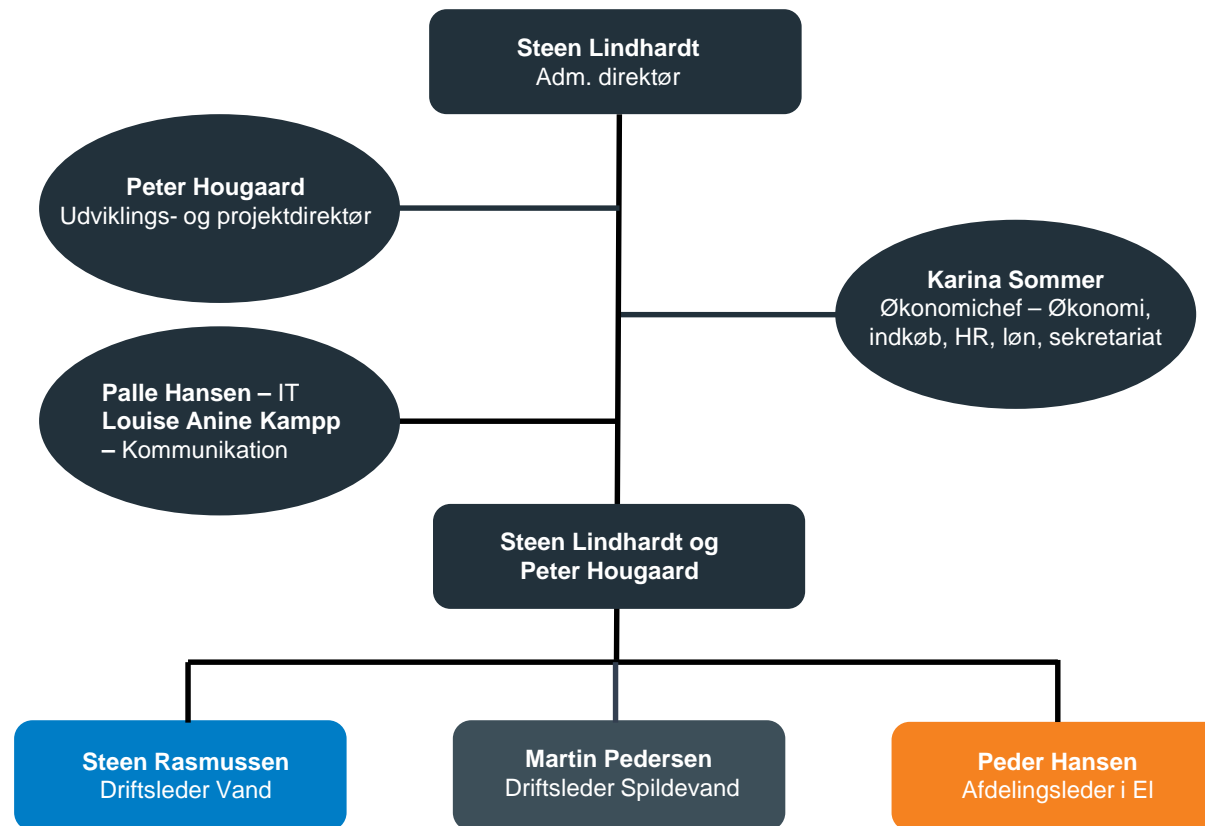 Steen Lindhardt
Adm. direktør
Peter Hougaard
Udviklings- og projektdirektør
Karina Sommer
Økonomichef – Økonomi,
indkøb, HR, løn, sekretariat
Palle Hansen – IT
Louise Anine Kampp
– Kommunikation
Steen Lindhardt og
Peter Hougaard
Steen Rasmussen
Driftsleder Vand
Martin Pedersen
Driftsleder Spildevand
Peder Hansen
Afdelingsleder i El